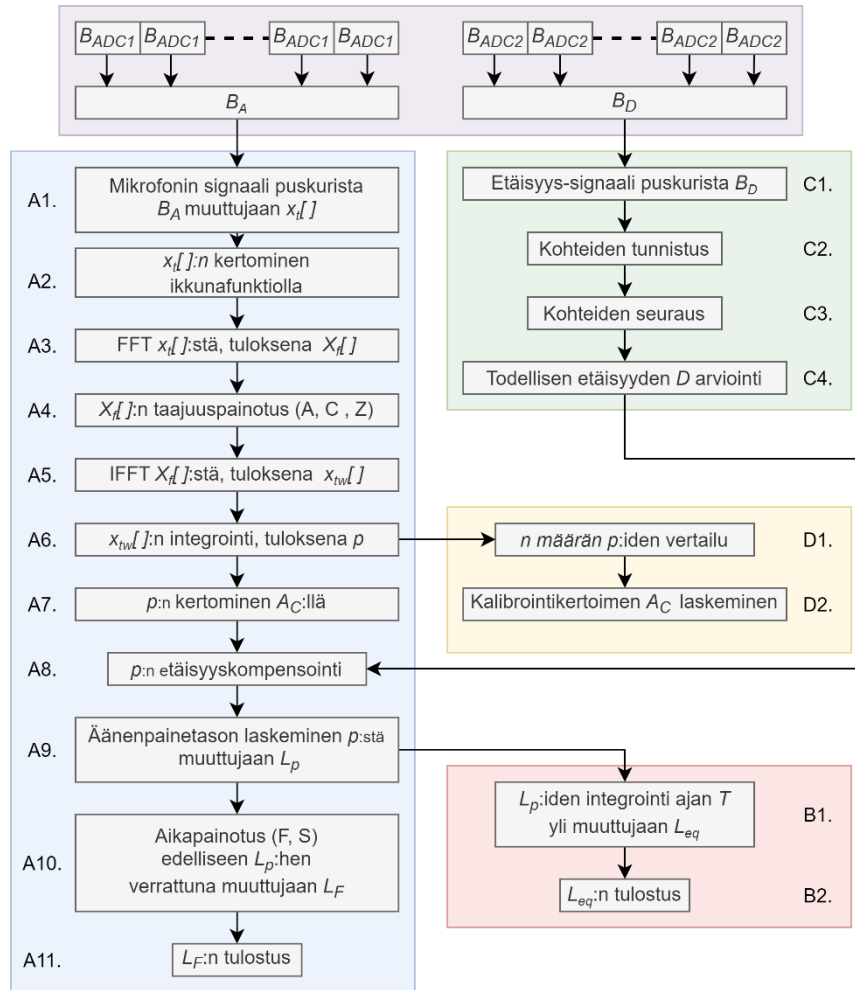 B_ADC1 B_ADC1 B_ADC1 B_ADC1
B_ADC2 B_ADC2 B_ADC2 B_ADC2
B_A
B_D
A1.
Mikrofonin signaali puskurista
B_A muuttujaan x_t[ ]
A2.
x_t[ ]:n kertominen
ikkunafunktiolla
A3.
FFT x_t[ ]:stä, tuloksena X_f[ ]
A4.
X_f[ ]:n taajuuspainotus (A, C , Z)
A5.
IFFT X_f[ ]:stä, tuloksena x_tw[ ]
A6.
x_tw[ ]:n integrointi, tuloksena p
A7.
p:n kertominen A_C:llä
A8.
p:n etäisyyskompensointi
A9.
Äänenpainetason laskeminen p:stä
muuttujaan L_p
A10.
Aikapainotus (F, S)
edelliseen L_p:hen
verrattuna muuttujaan L_F
A11.
L_F:n tulostus
Etäisyys-signaali puskurista B_D
C1.
Kohteiden tunnistus
C2.
Kohteiden seuraus
C3.
Todellisen etäisyyden D arviointi
C4.
n määrän p:iden vertailu
D1.
Kalibrointikertoimen A_C laskeminen
D2.
L_p:iden integrointi ajan T
yli muuttujaan L_eq
B1.
L_eq:n tulostus
B2.